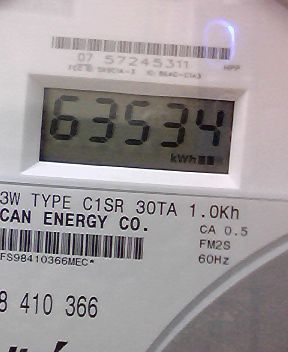 07 57245311 HPP
63534
kWh
3W TYPE C1SR 30TA 1.0Kh
CAN ENERGY CO.
CA 0.5
FM2S
FS98410366MEC*
60Hz
8 410 366